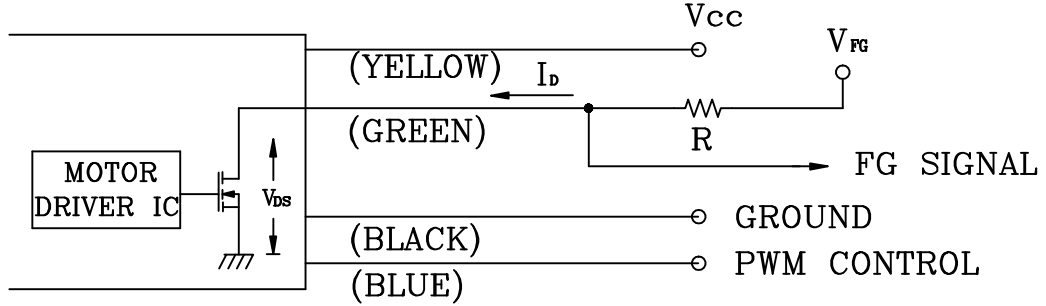 Vcc
(YELLOW)
VFG
ID
(GREEN)
R
FG SIGNAL
MOTOR
DRIVER IC
VDS
GROUND
(BLACK)
PWM CONTROL
(BLUE)